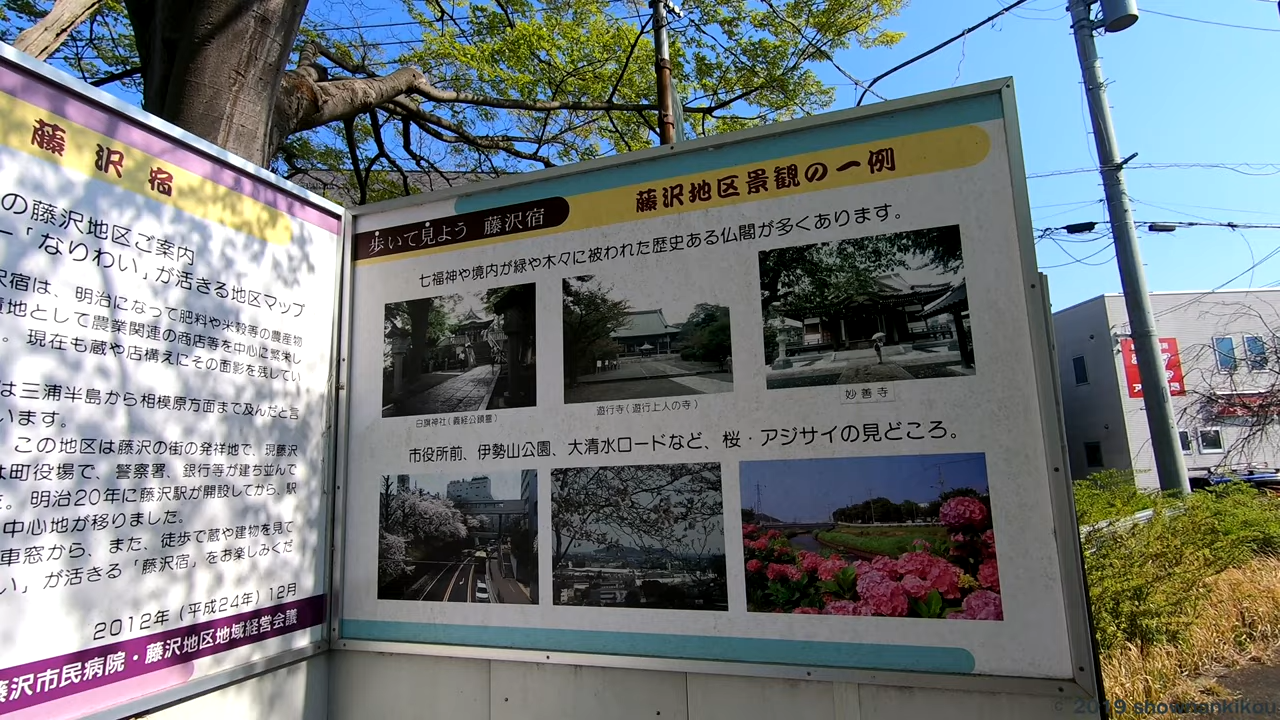 藤沢宿
の藤沢地区ご案内
「なりわい」が活きる地区マップ
沢宿は、明治になって肥料や米穀等の農産物
積地として農業関連の商店等を中心に繁栄し
。現在も蔵や店構えにその面影を残してい
は三浦半島から相模原方面まで及んだと言
います。
この地区は藤沢の街の発祥地で、現藤沢
は町役場で、警察署、銀行等が建ち並んで
。明治20年に藤沢駅が開設してから、駅
中心地が移りました。
車窓から、また、徒歩で蔵や建物を見て
い」が活きる「藤沢宿」をお楽しみくだ
2012年(平成24年)12月
藤沢市民病院・藤沢地区地域経営会議
歩いて見よう 藤沢宿
藤沢地区景観の一例
七福神や境内が緑や木々に被われた歴史ある仏閣が多くあります。
白旗神社(義経公鎮霊)
遊行寺(遊行上人の寺)
妙善寺
市役所前、伊勢山公園、大清水ロードなど、桜・アジサイの見どころ。
© 2019 showhankikou